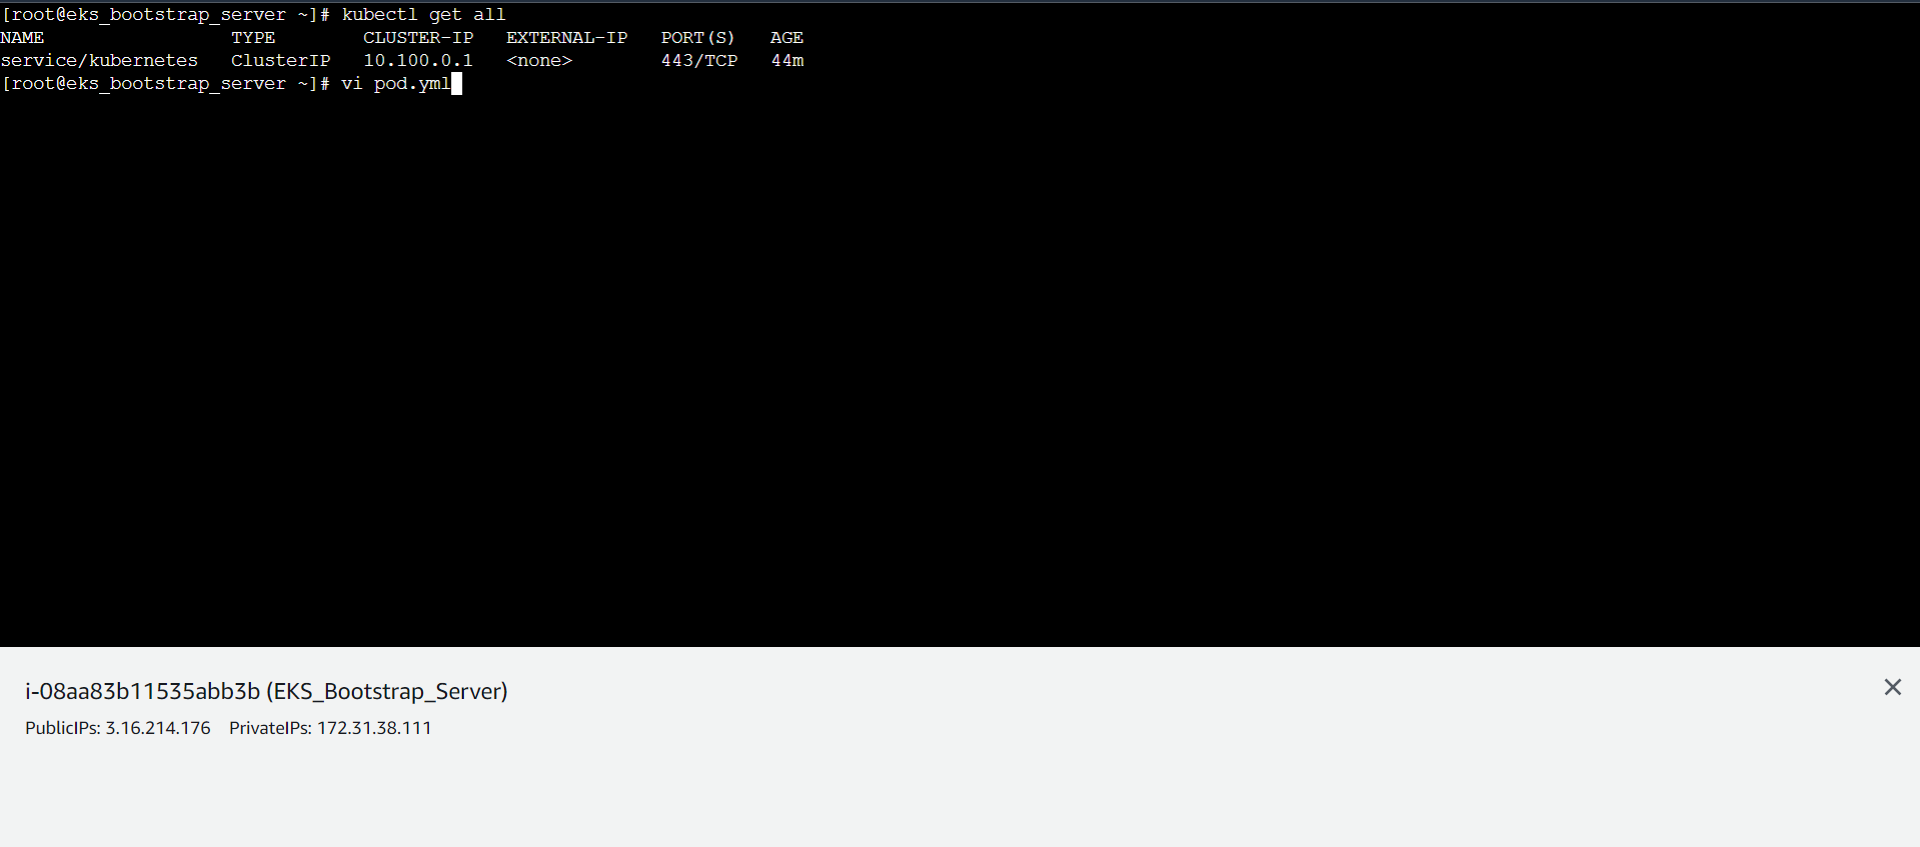 [root@eks_bootstrap_server ~]# kubectl get all
NAME                 TYPE        CLUSTER-IP   EXTERNAL-IP   PORT(S)   AGE
service/kubernetes   ClusterIP   10.100.0.1   <none>        443/TCP   44m
[root@eks_bootstrap_server ~]# vi pod.yml
i-08aa83b11535abb3b (EKS_Bootstrap_Server)
PublicIPs: 3.16.214.176    PrivateIPs: 172.31.38.111